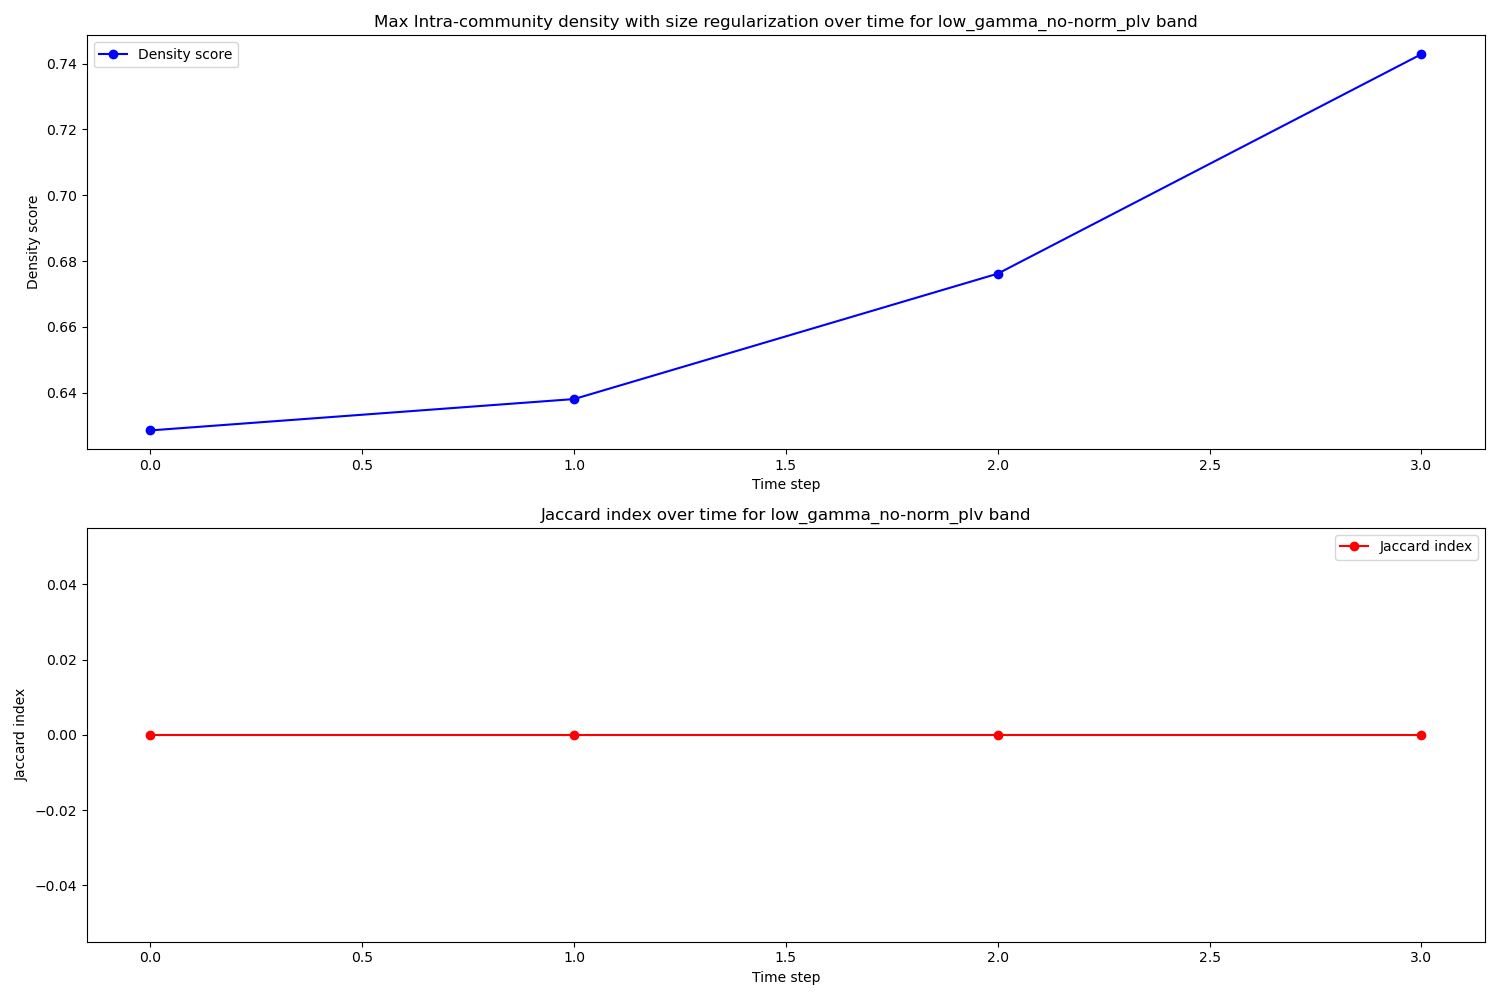 Max Intra-community density with size regularization over time for low_gamma_no-norm_plv band
Density score
0.74
0.72
0.70
0.68
0.66
0.64
Density score
0.0 0.5 1.0 1.5 2.0 2.5 3.0
Time step
Jaccard index over time for low_gamma_no-norm_plv band
Jaccard index
0.04
0.02
0.00
−0.02
−0.04
Jaccard index
0.0 0.5 1.0 1.5 2.0 2.5 3.0
Time step